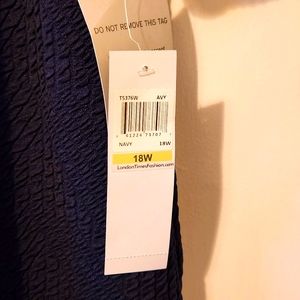 DO NOT REMOVE THIS TAG
T5376W AVY
NAVY 18W
18W
LondonTimesFashion.com